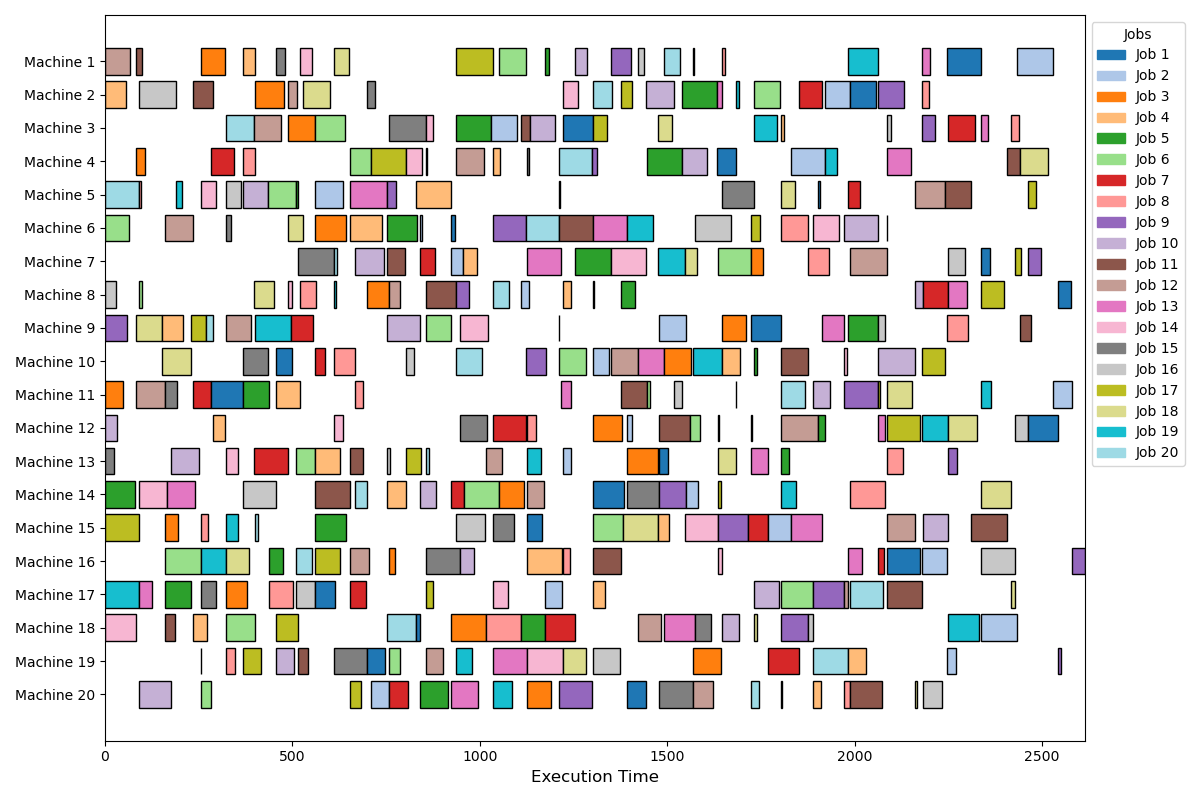 Machine 1
Machine 2
Machine 3
Machine 4
Machine 5
Machine 6
Machine 7
Machine 8
Machine 9
Machine 10
Machine 11
Machine 12
Machine 13
Machine 14
Machine 15
Machine 16
Machine 17
Machine 18
Machine 19
Machine 20
0 500 1000 1500 2000 2500
Execution Time
Jobs
Job 1
Job 2
Job 3
Job 4
Job 5
Job 6
Job 7
Job 8
Job 9
Job 10
Job 11
Job 12
Job 13
Job 14
Job 15
Job 16
Job 17
Job 18
Job 19
Job 20